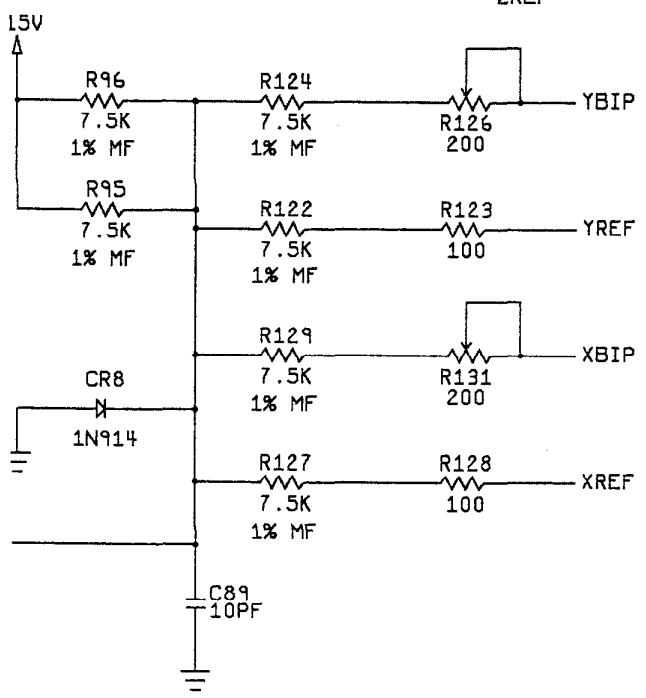 15V
R96
7.5K
1% MF
R124
7.5K
1% MF
R126
200
YBIP
R95
7.5K
1% MF
R122
7.5K
1% MF
R123
100
YREF
R129
7.5K
1% MF
R131
200
XBIP
CR8
1N914
R127
7.5K
1% MF
R128
100
XREF
C89
10PF